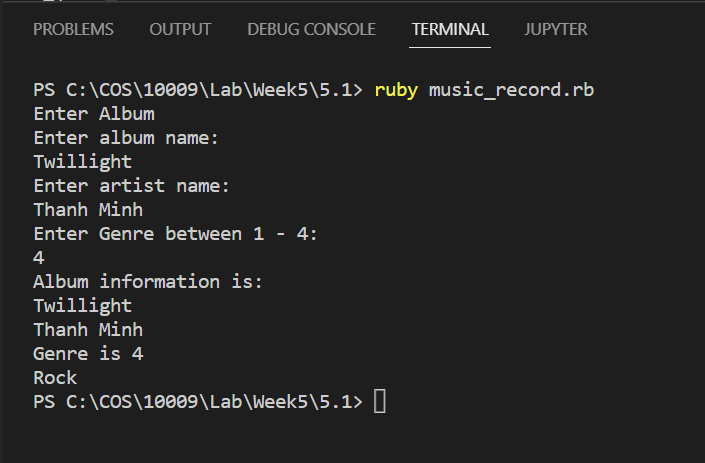 PROBLEMS OUTPUT DEBUG CONSOLE TERMINAL JUPYTER
PS C:\COS\10009\Lab\Week5\5.1> ruby music_record.rb
Enter Album
Enter album name:
Twillight
Enter artist name:
Thanh Minh
Enter Genre between 1 - 4:
4
Album information is:
Twillight
Thanh Minh
Genre is 4
Rock
PS C:\COS\10009\Lab\Week5\5.1>